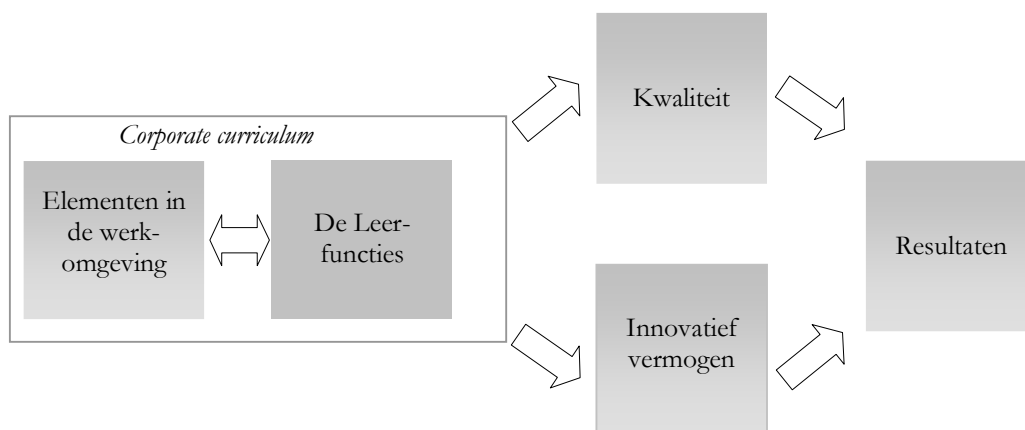 Corporate curriculum
Elementen in
de werk-
omgeving
De Leer-
functies
Kwaliteit
Innovatief
vermogen
Resultaten